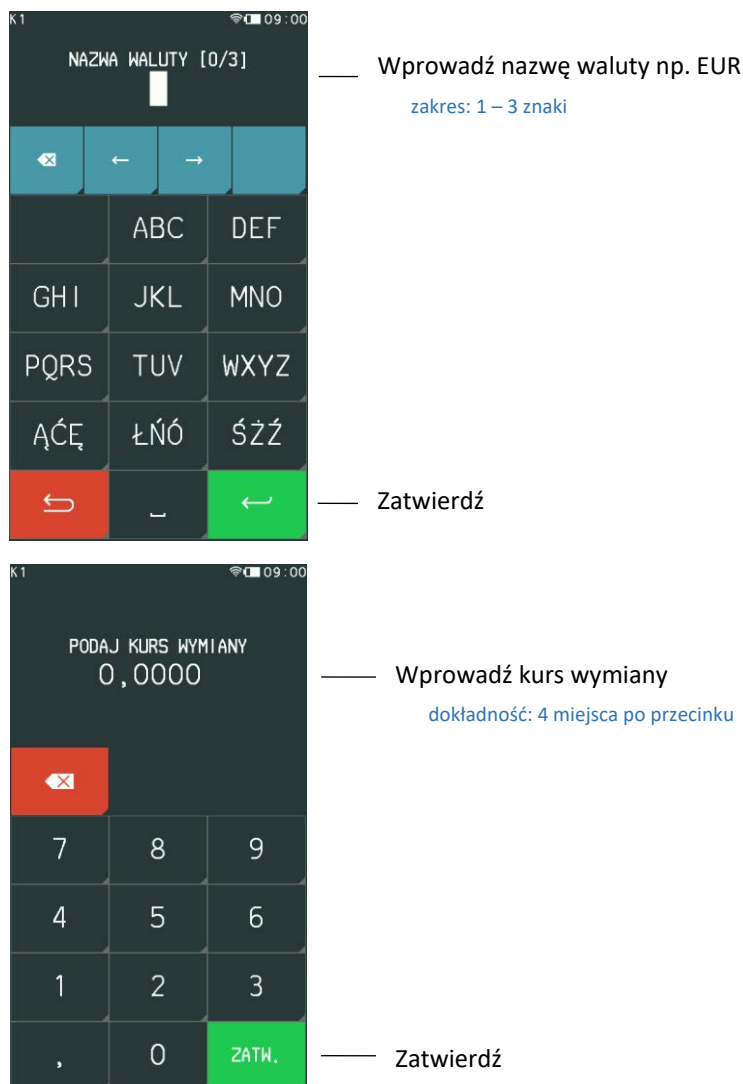 K1 09:00
NAZWA WALUTY [0/3]
Wprowadź nazwę waluty np. EUR
zakres: 1 – 3 znaki
← →
ABC DEF
GHI JKL MNO
PQRS TUV WXYZ
ĄĆĘ ŁŃÓ ŚŻŹ
Zatwierdź
K1 09:00
PODAJ KURS WYMIANY
0,0000
Wprowadź kurs wymiany
dokładność: 4 miejsca po przecinku
7 8 9
4 5 6
1 2 3
, 0 ZATW.
Zatwierdź